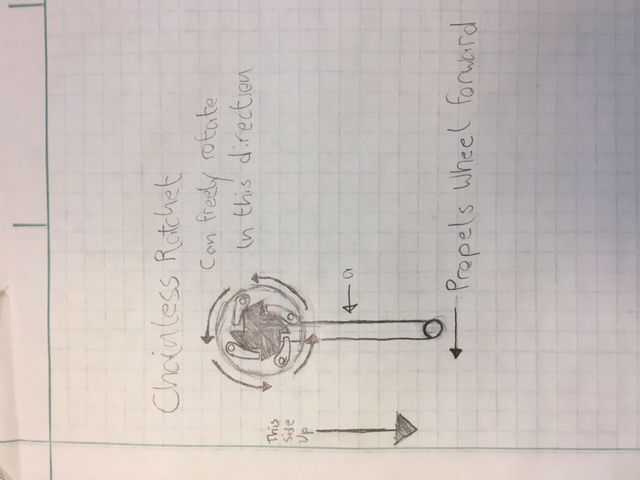 Chainless Ratchet
Can freely rotate
In this direction
This
Side
Up
a
Propels Wheel forward